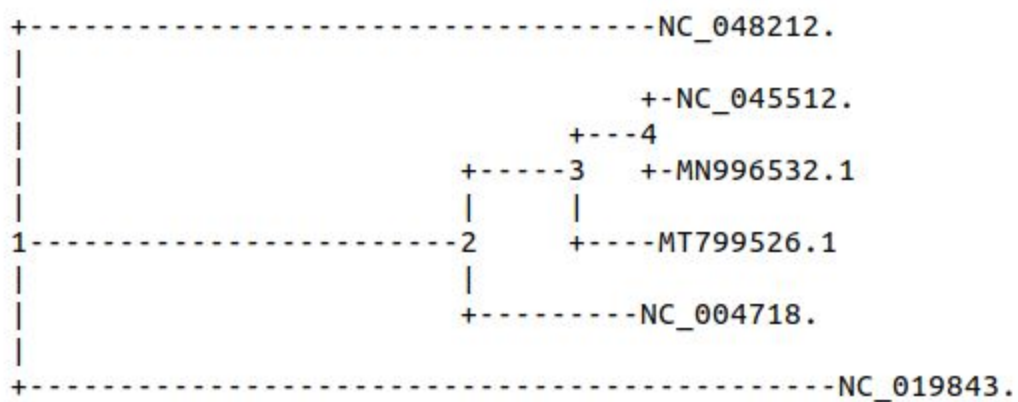 +-----------------------------------NC_048212.
|
|                                  +-NC_045512.
|                              +---4
|                        +-----3   +-MN996532.1
|                        |     |
1------------------------2     +----MT799526.1
|                        |
|                        +---------NC_004718.
|
+---------------------------------------------NC_019843.